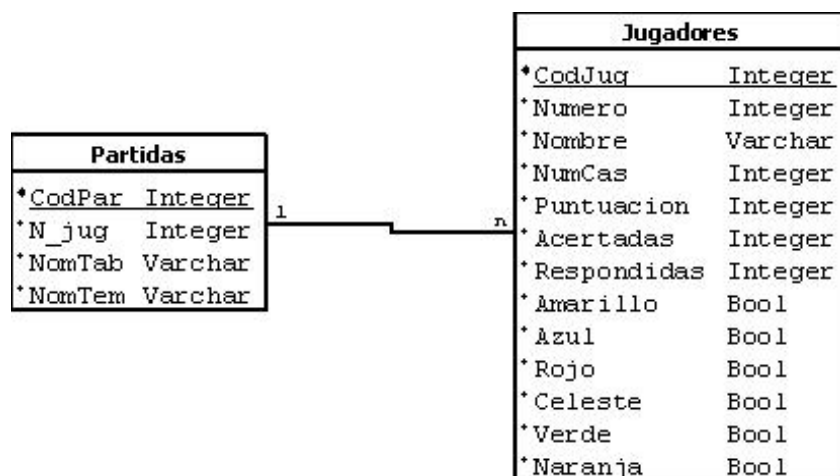 Partidas
*CodPar Integer
*N_jug Integer
*NomTab Varchar
*NomTem Varchar
1
n
Jugadores
*CodJug Integer
*Numero Integer
*Nombre Varchar
*NumCas Integer
*Puntuacion Integer
*Acertadas Integer
*Respondidas Integer
*Amarillo Bool
*Azul Bool
*Rojo Bool
*Celeste Bool
*Verde Bool
*Naranja Bool